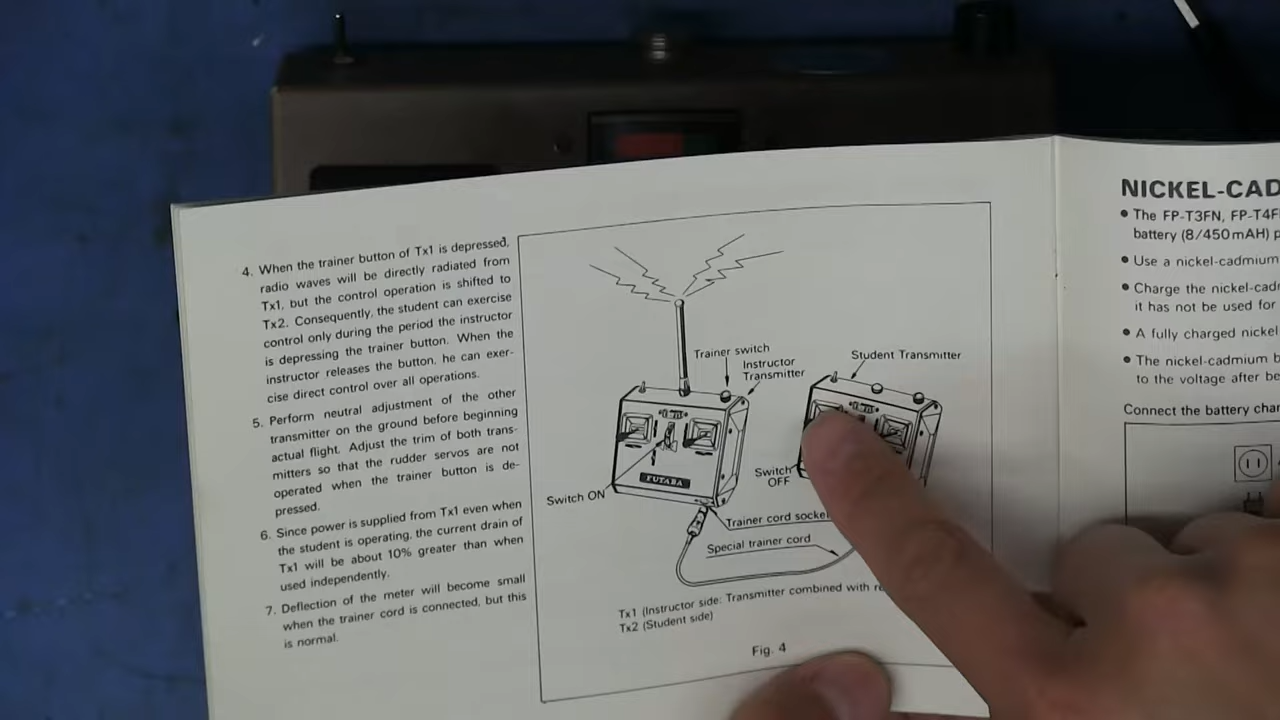 4. When the trainer button of Tx1 is depressed,
radio waves will be directly radiated from
Tx1, but the control operation is shifted to
Tx2. Consequently, the student can exercise
control only during the period the instructor
is depressing the trainer button. When the
instructor releases the button, he can exer-
cise direct control over all operations.
5. Perform neutral adjustment of the other
transmitter on the ground before beginning
actual flight. Adjust the trim of both trans-
mitters so that the rudder servos are not
operated when the trainer button is de-
pressed.
6. Since power is supplied from Tx1 even when
the student is operating, the current drain of
Tx1 will be about 10% greater than when
used independently.
7. Deflection of the meter will become small
when the trainer cord is connected, but this
is normal.
Trainer switch
Instructor
Transmitter
Student Transmitter
Switch ON
FUTABA
Switch
OFF
Trainer cord
Special trainer cord
Tx1 (Instructor side: Transmitter combined with
Tx2 (Student side)
Fig. 4
NICKEL-CAD
• The FP-T3FN, FP-T4F
battery (8/450mAH) p
• Use a nickel-cadmium
• Charge the nickel-cad
it has not be used for
• A fully charged nickel
• The nickel-cadmium b
to the voltage after be
Connect the battery char